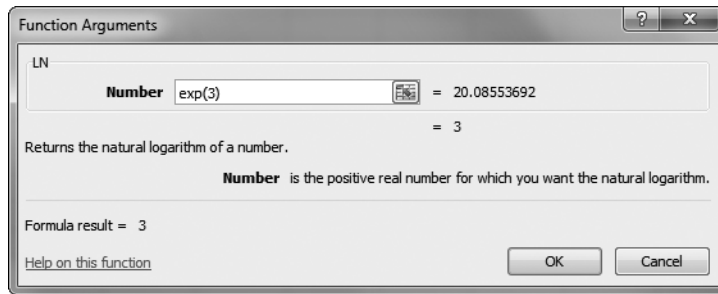 Function Arguments
LN
Number exp(3) = 20.08553692
= 3
Returns the natural logarithm of a number.
Number is the positive real number for which you want the natural logarithm.
Formula result = 3
Help on this function OK Cancel